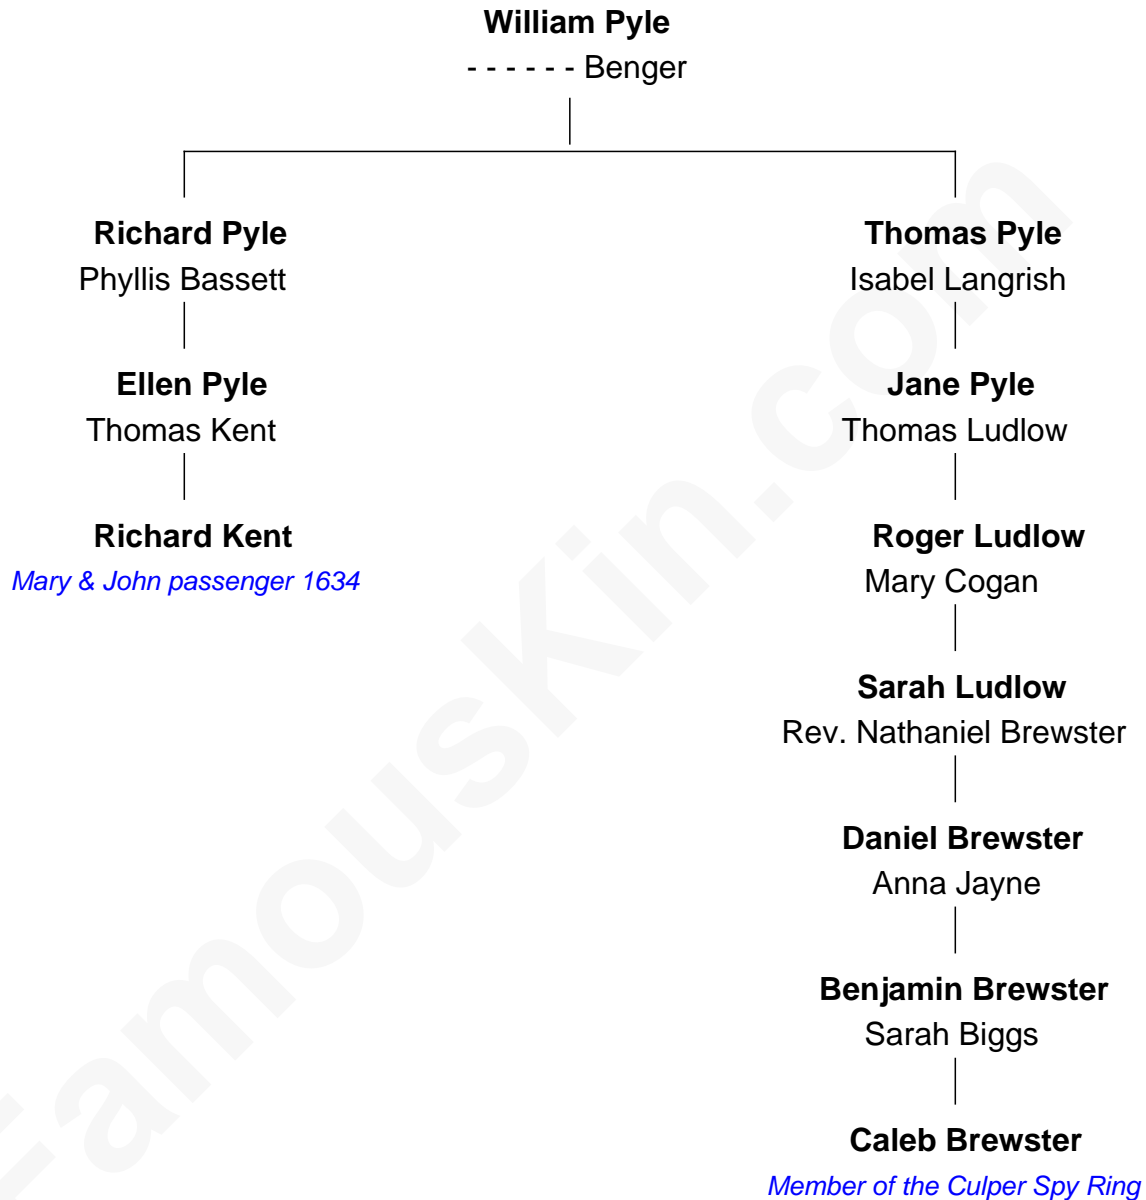 William Pyle
- - - - - - Benger
Richard Pyle
Phyllis Bassett
Ellen Pyle
Thomas Kent
Richard Kent
Mary & John passenger 1634
Thomas Pyle
Isabel Langrish
Jane Pyle
Thomas Ludlow
Roger Ludlow
Mary Cogan
Sarah Ludlow
Rev. Nathaniel Brewster
Daniel Brewster
Anna Jayne
Benjamin Brewster
Sarah Biggs
Caleb Brewster
Member of the Culper Spy Ring
FamousKin.com